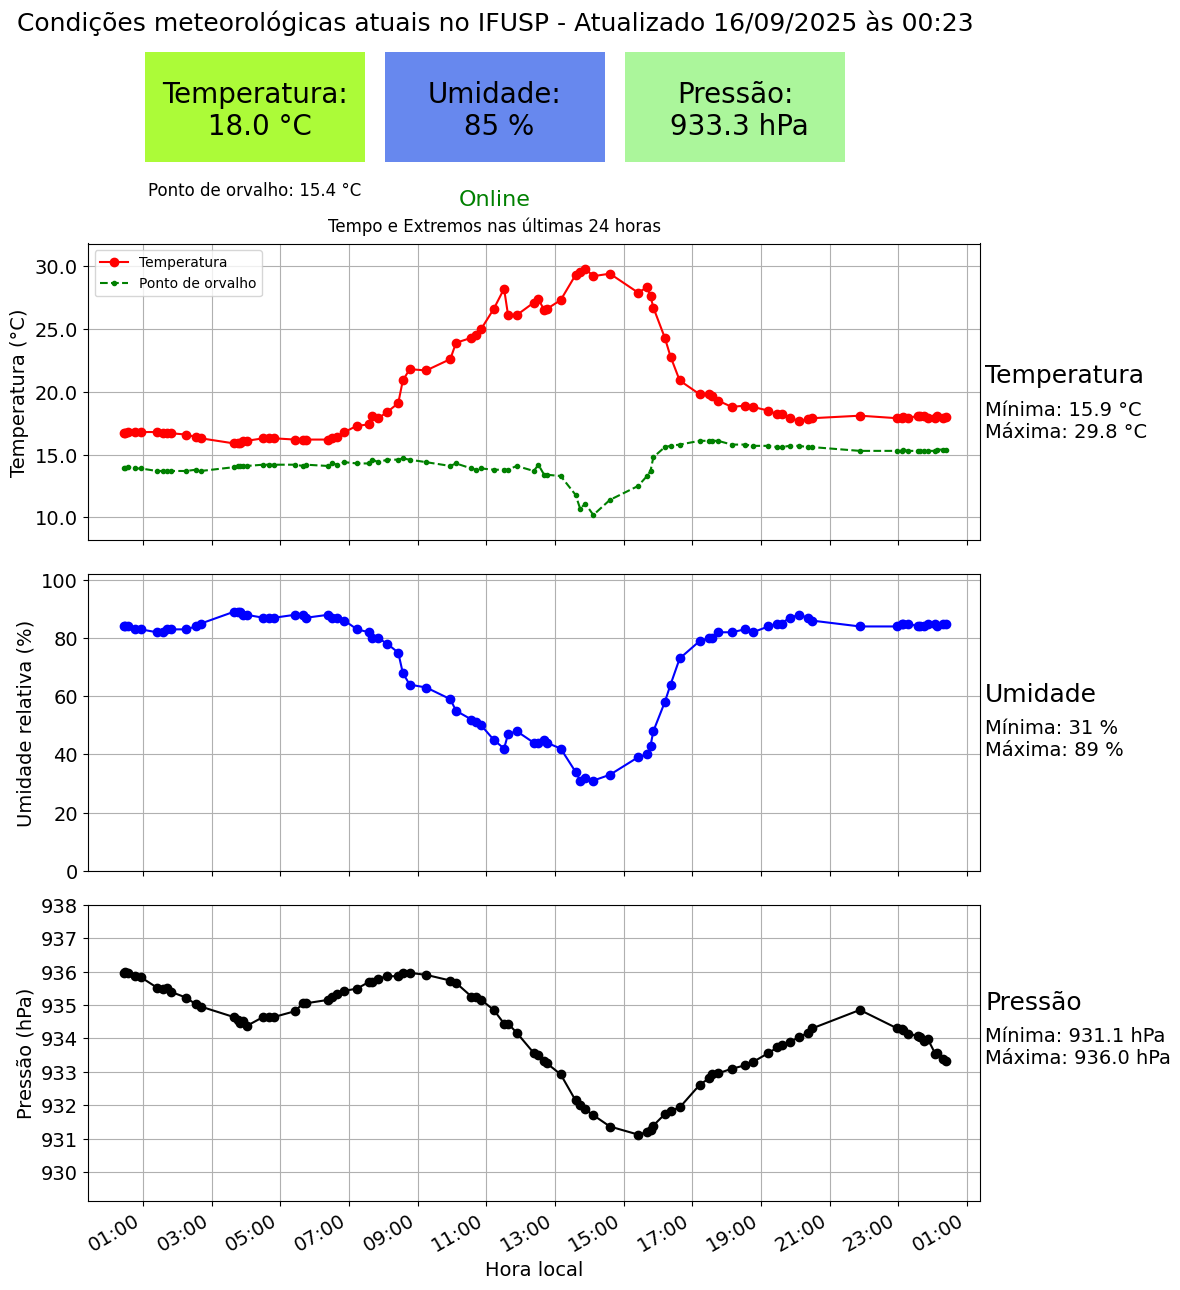 Condições meteorológicas atuais no IFUSP - Atualizado 16/09/2025 às 00:23
Temperatura:
18.0 °C
Umidade:
85 %
Pressão:
933.3 hPa
Ponto de orvalho: 15.4 °C
Online
Tempo e Extremos nas últimas 24 horas
Temperatura
Ponto de orvalho
Temperatura (°C)
30.0
25.0
20.0
15.0
10.0
Temperatura
Mínima: 15.9 °C
Máxima: 29.8 °C
Umidade relativa (%)
100
80
60
40
20
0
Umidade
Mínima: 31 %
Máxima: 89 %
Pressão (hPa)
938
937
936
935
934
933
932
931
930
Pressão
Mínima: 931.1 hPa
Máxima: 936.0 hPa
01:00 03:00 05:00 07:00 09:00 11:00 13:00 15:00 17:00 19:00 21:00 23:00 01:00
Hora local